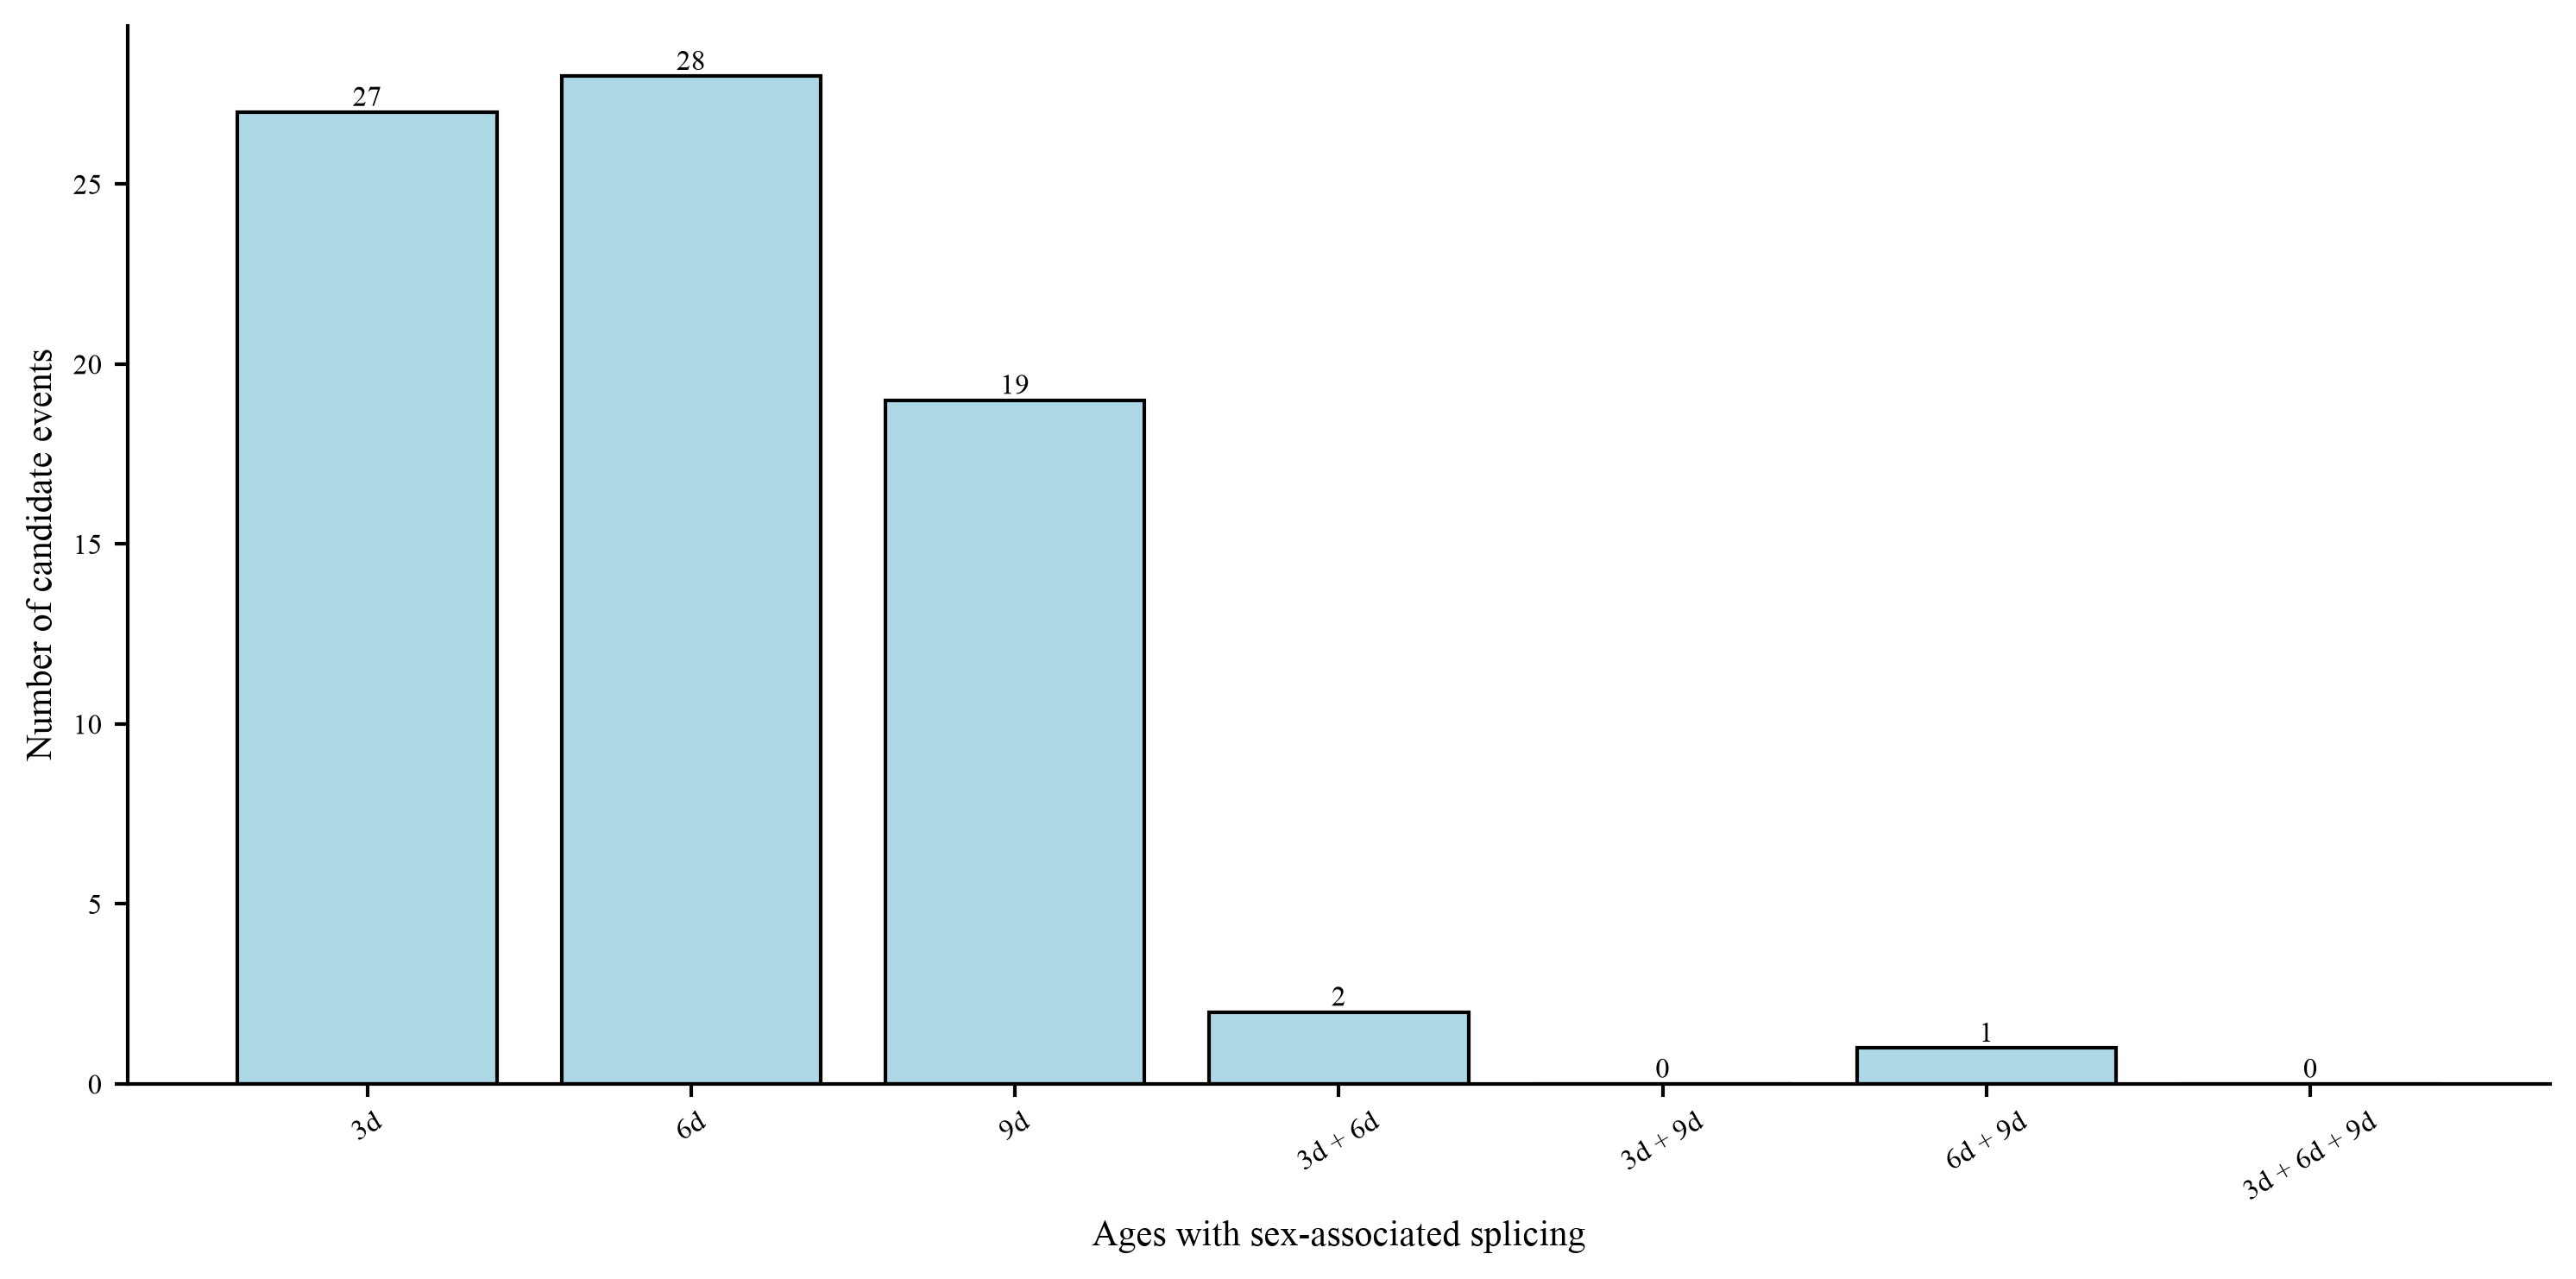 Number of candidate events
25
20
15
10
5
0
27
28
19
2
0
1
0
3d
6d
9d
3d + 6d
3d + 9d
6d + 9d
3d + 6d + 9d
Ages with sex-associated splicing